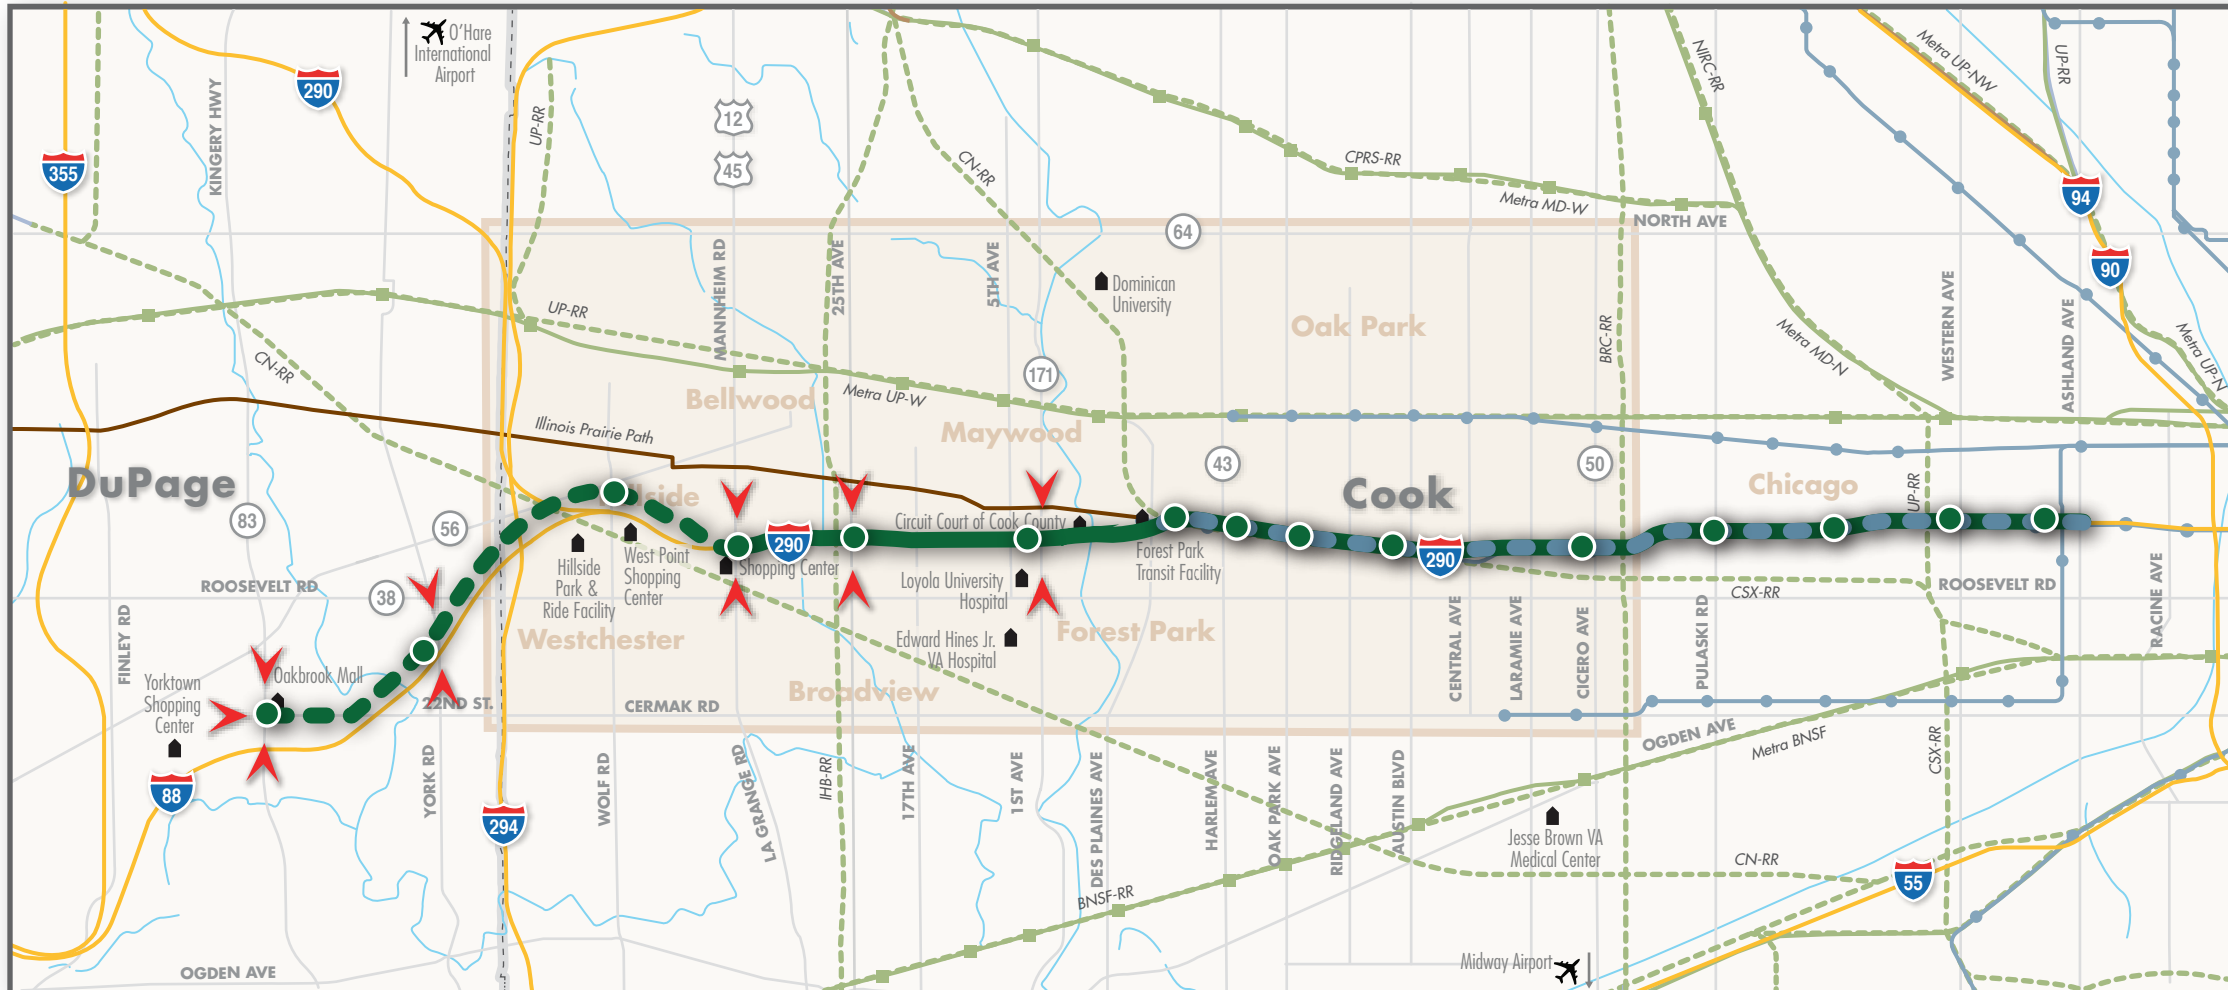 O'Hare
International
Airport
290
355
KINGERY HWY
UP-RR
12
45
CN-RR
CPRS-RR
Metra MD-W
NIRC-RR
Metra UP-NW
UP-RR
94
90
NORTH AVE
64
MANNHEIM RD
25TH AVE
5TH AVE
Dominican
University
Oak Park
BRC-RR
Metra MD-N
WESTERN AVE
ASHLAND AVE
Metra UP-N
UP-RR
CN-RR
171
Bellwood
Metra UP-W
Maywood
Illinois Prairie Path
43
50
Cook
Chicago
UP-RR
DuPage
83
56
Circuit Court of Cook County
290
290
Hillside
Park &
Ride Facility
West Point
Shopping
Center
Shopping Center
Loyola University
Hospital
Forest Park
Transit Facility
ROOSEVELT RD
38
CSX-RR
ROOSEVELT RD
RACINE AVE
FINLEY RD
Westchester
Edward Hines Jr.
VA Hospital
Forest Park
CENTRAL AVE
LARAMIE AVE
CICERO AVE
PULASKI RD
Oakbrook Mall
Yorktown
Shopping
Center
22ND ST.
CERMAK RD
Broadview
OGDEN AVE
Metra BNSF
CSX-RR
88
YORK RD
294
WOLF RD
LA GRANGE RD
IHB-RR
17TH AVE
1ST AVE
DES PLAINES AVE
HARLEM AVE
OAK PARK AVE
RIDGELAND AVE
AUSTIN BLVD
Jesse Brown VA
Medical Center
CN-RR
55
BNSF-RR
OGDEN AVE
Midway Airport